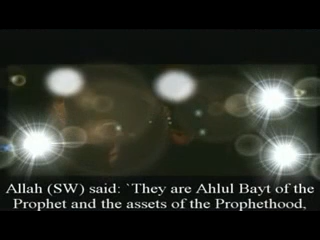 Allah (SW) said: `They are Ahlul Bayt of the
Prophet and the assets of the Prophethood,